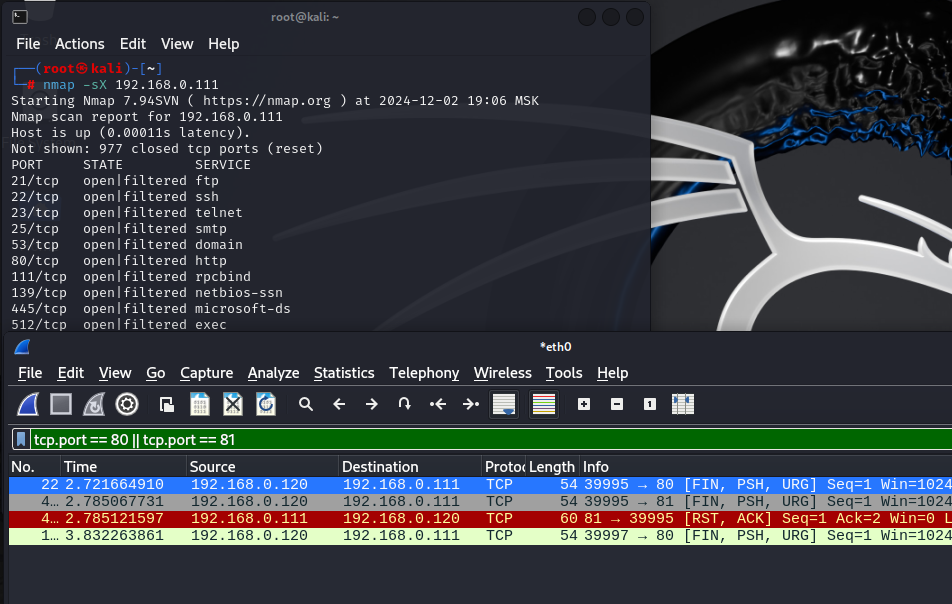 root@kali: ~
File Actions Edit View Help
┌──(root㉿kali)-[~]
└─# nmap -sX 192.168.0.111
Starting Nmap 7.94SVN ( https://nmap.org ) at 2024-12-02 19:06 MSK
Nmap scan report for 192.168.0.111
Host is up (0.00011s latency).
Not shown: 977 closed tcp ports (reset)
PORT STATE SERVICE
21/tcp open|filtered ftp
22/tcp open|filtered ssh
23/tcp open|filtered telnet
25/tcp open|filtered smtp
53/tcp open|filtered domain
80/tcp open|filtered http
111/tcp open|filtered rpcbind
139/tcp open|filtered netbios-ssn
445/tcp open|filtered microsoft-ds
512/tcp open|filtered exec
*eth0
File Edit View Go Capture Analyze Statistics Telephony Wireless Tools Help
tcp.port == 80 || tcp.port == 81
No. Time Source Destination Protoc Length Info
22 2.721664910 192.168.0.120 192.168.0.111 TCP 54 39995 → 80 [FIN, PSH, URG] Seq=1 Win=1024
4… 2.785067731 192.168.0.120 192.168.0.111 TCP 54 39995 → 81 [FIN, PSH, URG] Seq=1 Win=1024
4… 2.785121597 192.168.0.111 192.168.0.120 TCP 60 81 → 39995 [RST, ACK] Seq=1 Ack=2 Win=0 L
1… 3.832263861 192.168.0.120 192.168.0.111 TCP 54 39997 → 80 [FIN, PSH, URG] Seq=1 Win=1024